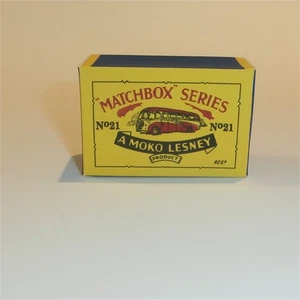 "MATCHBOX" SERIES
No21 No21
A MOKO LESNEY
PRODUCT
REGD